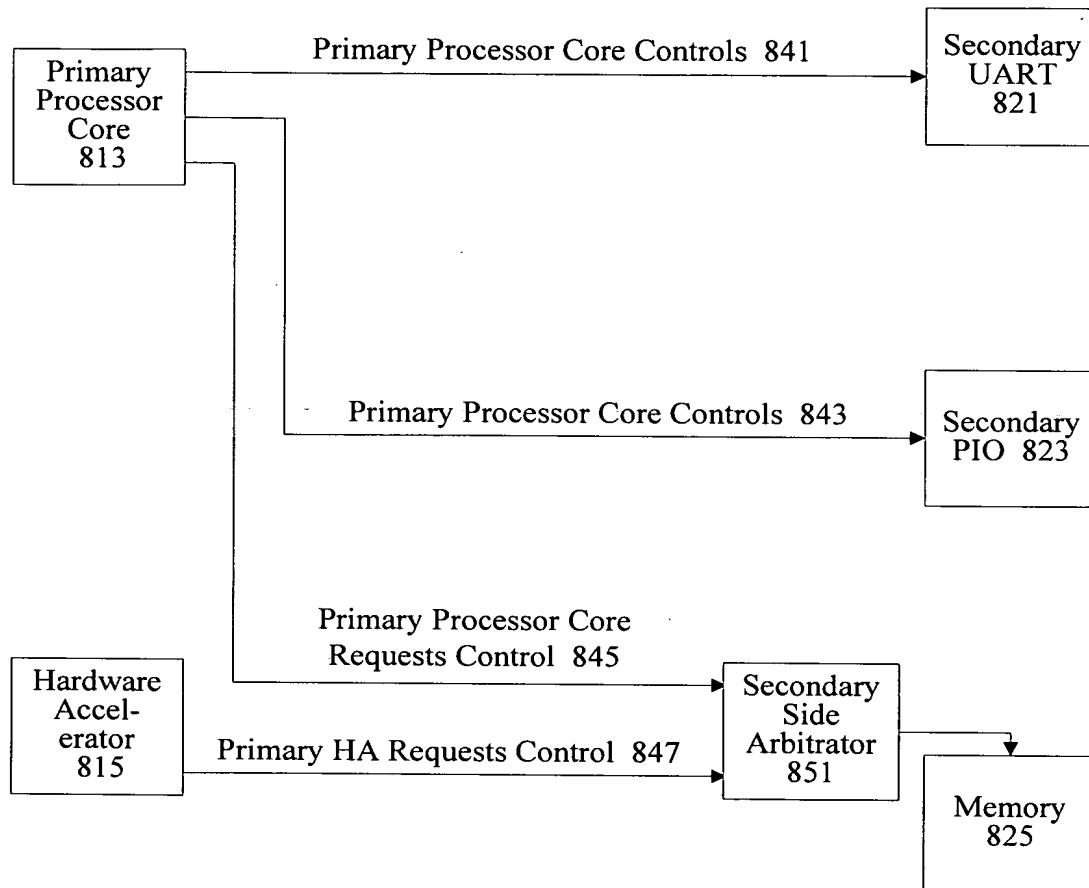 Primary
Processor
Core
813
Primary Processor Core Controls 841
Secondary
UART
821
Primary Processor Core Controls 843
Secondary
PIO 823
Primary Processor Core
Requests Control 845
Hardware
Accel-
erator
815
Primary HA Requests Control 847
Secondary
Side
Arbitrator
851
Memory
825